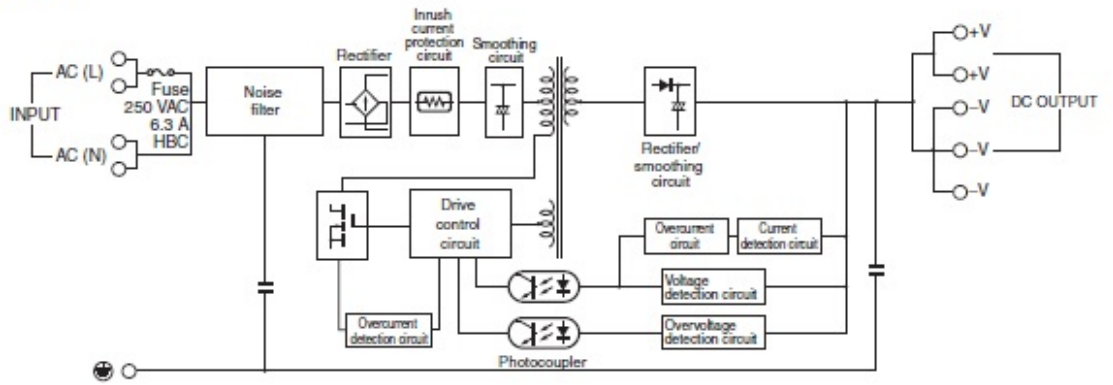 INPUT
AC (L)
AC (N)
Fuse
250 VAC
6.3 A
HBC
Noise
filter
Rectifier
Inrush
current
protection
circuit
Smoothing
circuit
Rectifier/
smoothing
circuit
+V
+V
-V
-V
-V
DC OUTPUT
Drive
control
circuit
Overcurrent
circuit
Current
detection circuit
Voltage
detection circuit
Overvoltage
detection circuit
Overcurrent
detection circuit
Photocoupler